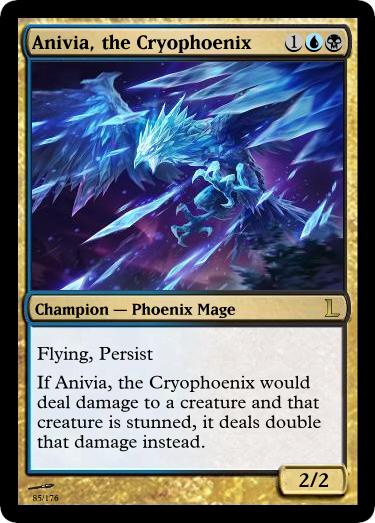 Anivia, the Cryophoenix 1
Champion — Phoenix Mage L
Flying, Persist
If Anivia, the Cryophoenix would
deal damage to a creature and that
creature is stunned, it deals double
that damage instead.
2/2
85/176